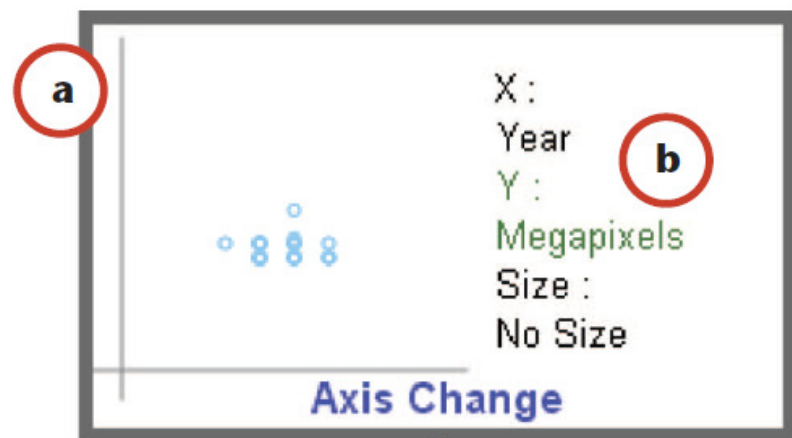 a
X :
Year
b
Y :
Megapixels
Size :
No Size
Axis Change